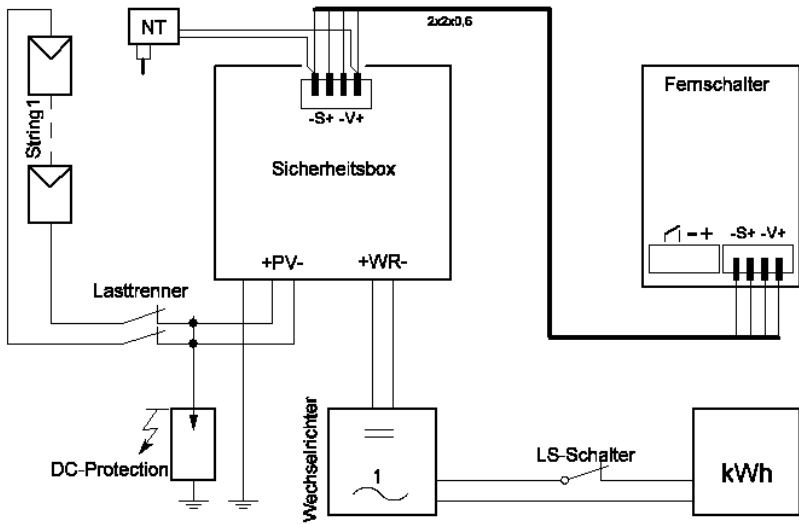 NT
2x2x0,6
String1
-S+ -V+
Fernschalter
Sicherheitsbox
-S+ -V+
-+
+PV-
+WR-
Lasttrenner
DC-Protection
Wechselrichter
1
LS-Schalter
kWh